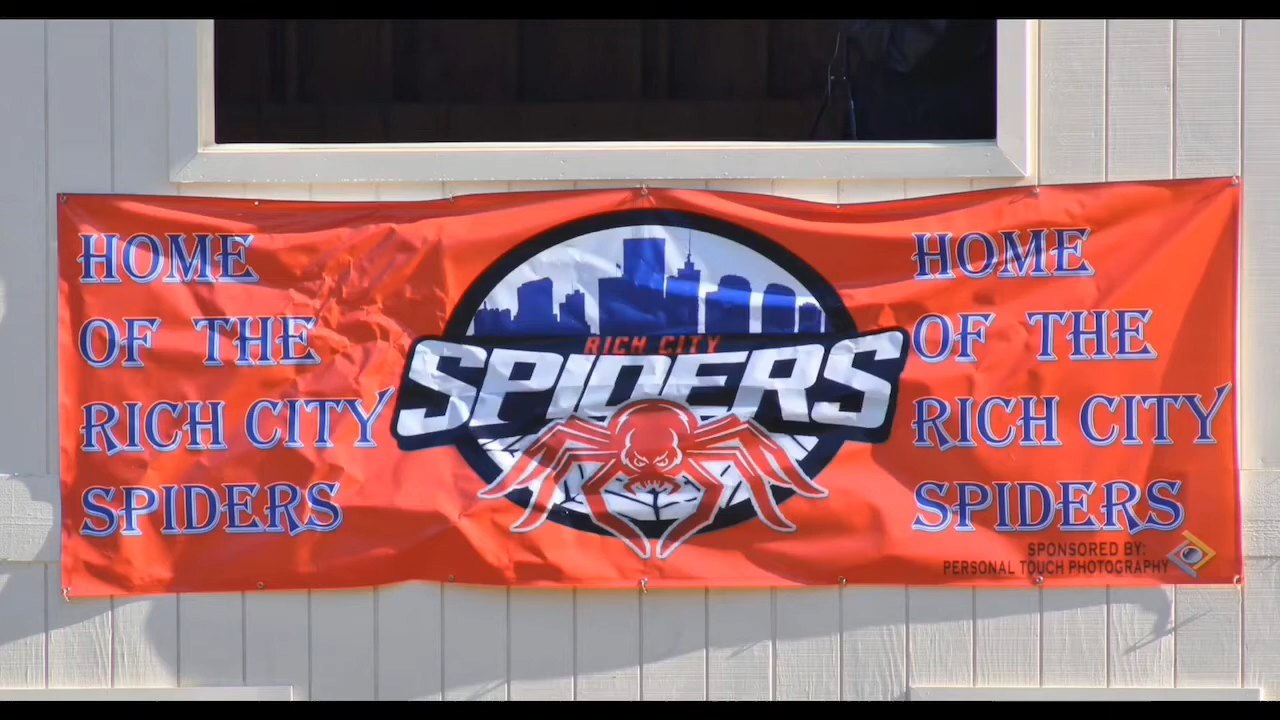 HOME
OF THE
RICH CITY
SPIDERS
RICH CITY
SPIDERS
HOME
OF THE
RICH CITY
SPIDERS
SPONSORED BY:
PERSONAL TOUCH PHOTOGRAPHY